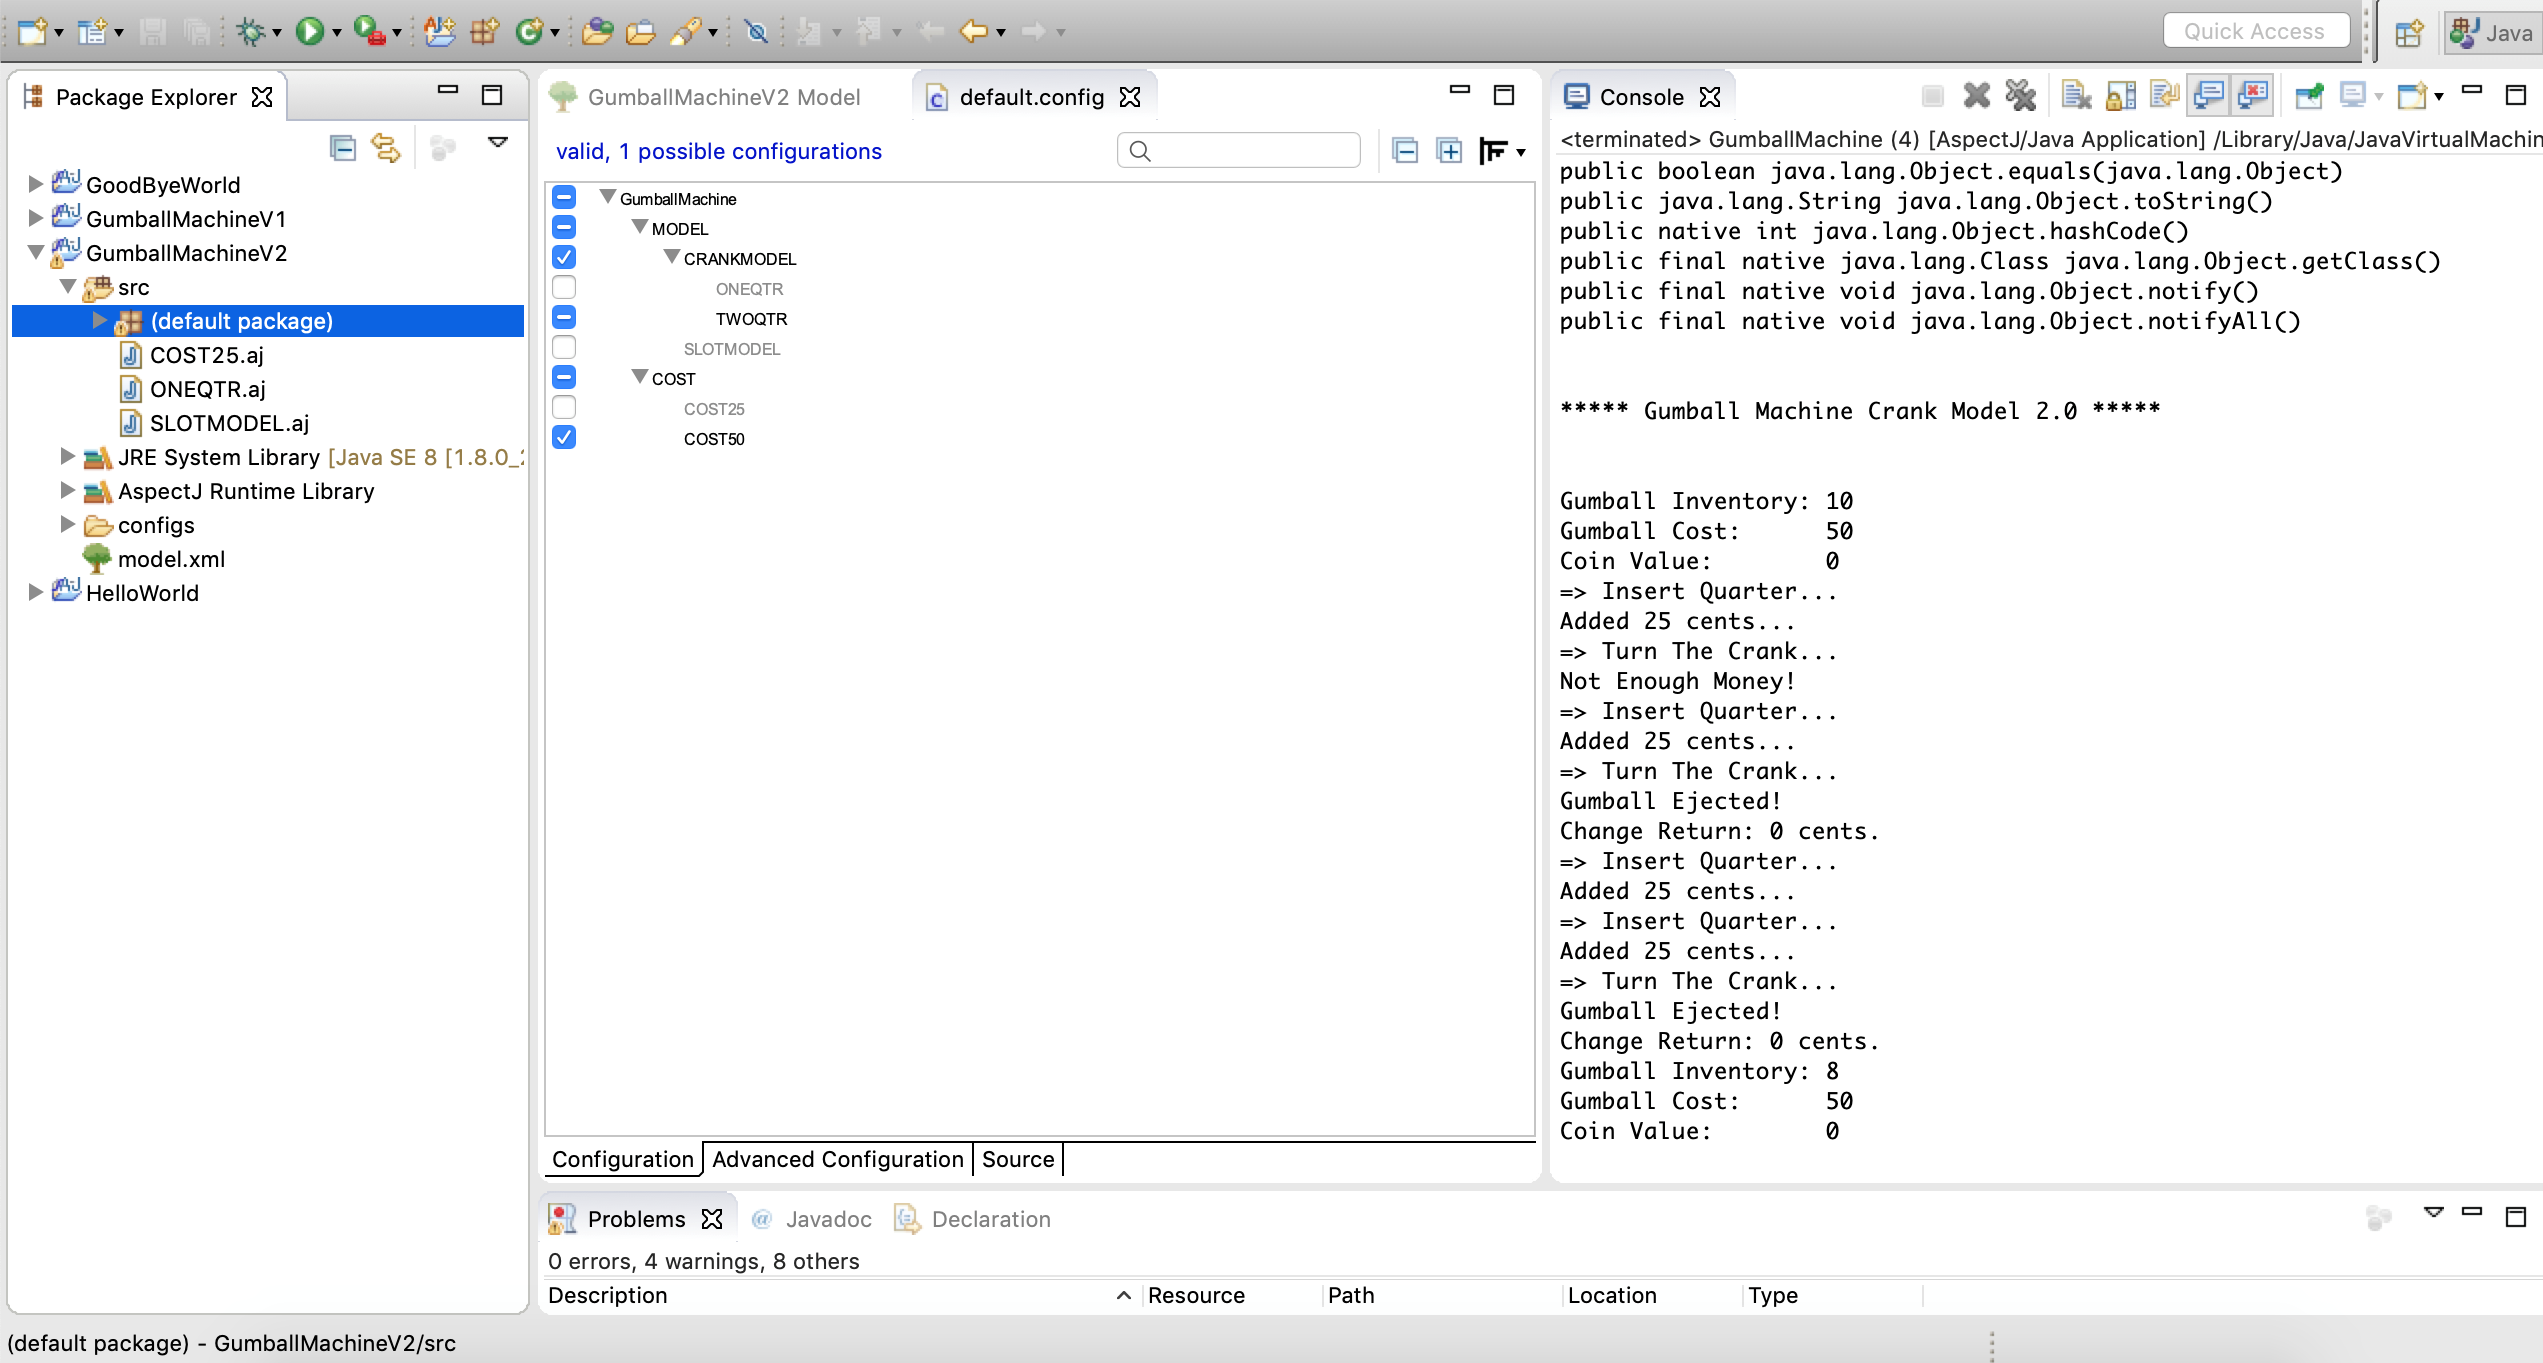 Quick Access
Java
Package Explorer
GoodByeWorld
GumballMachineV1
GumballMachineV2
src
(default package)
COST25.aj
ONEQTR.aj
SLOTMODEL.aj
JRE System Library [Java SE 8 [1.8.0_
AspectJ Runtime Library
configs
model.xml
HelloWorld
GumballMachineV2 Model
default.config
valid, 1 possible configurations
GumballMachine
MODEL
CRANKMODEL
ONEQTR
TWOQTR
SLOTMODEL
COST
COST25
COST50
Configuration
Advanced Configuration
Source
Console
<terminated> GumballMachine (4) [AspectJ/Java Application] /Library/Java/JavaVirtualMachin
public boolean java.lang.Object.equals(java.lang.Object)
public java.lang.String java.lang.Object.toString()
public native int java.lang.Object.hashCode()
public final native java.lang.Class java.lang.Object.getClass()
public final native void java.lang.Object.notify()
public final native void java.lang.Object.notifyAll()
***** Gumball Machine Crank Model 2.0 *****
Gumball Inventory: 10
Gumball Cost: 50
Coin Value: 0
=> Insert Quarter...
Added 25 cents...
=> Turn The Crank...
Not Enough Money!
=> Insert Quarter...
Added 25 cents...
=> Turn The Crank...
Gumball Ejected!
Change Return: 0 cents.
=> Insert Quarter...
Added 25 cents...
=> Insert Quarter...
Added 25 cents...
=> Turn The Crank...
Gumball Ejected!
Change Return: 0 cents.
Gumball Inventory: 8
Gumball Cost: 50
Coin Value: 0
Problems
@ Javadoc
Declaration
0 errors, 4 warnings, 8 others
Description
Resource
Path
Location
Type
(default package) - GumballMachineV2/src